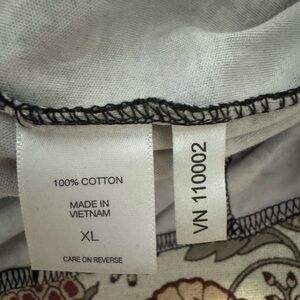 100% COTTON
MADE IN
VIETNAM
XL
CARE ON REVERSE
VN 110002